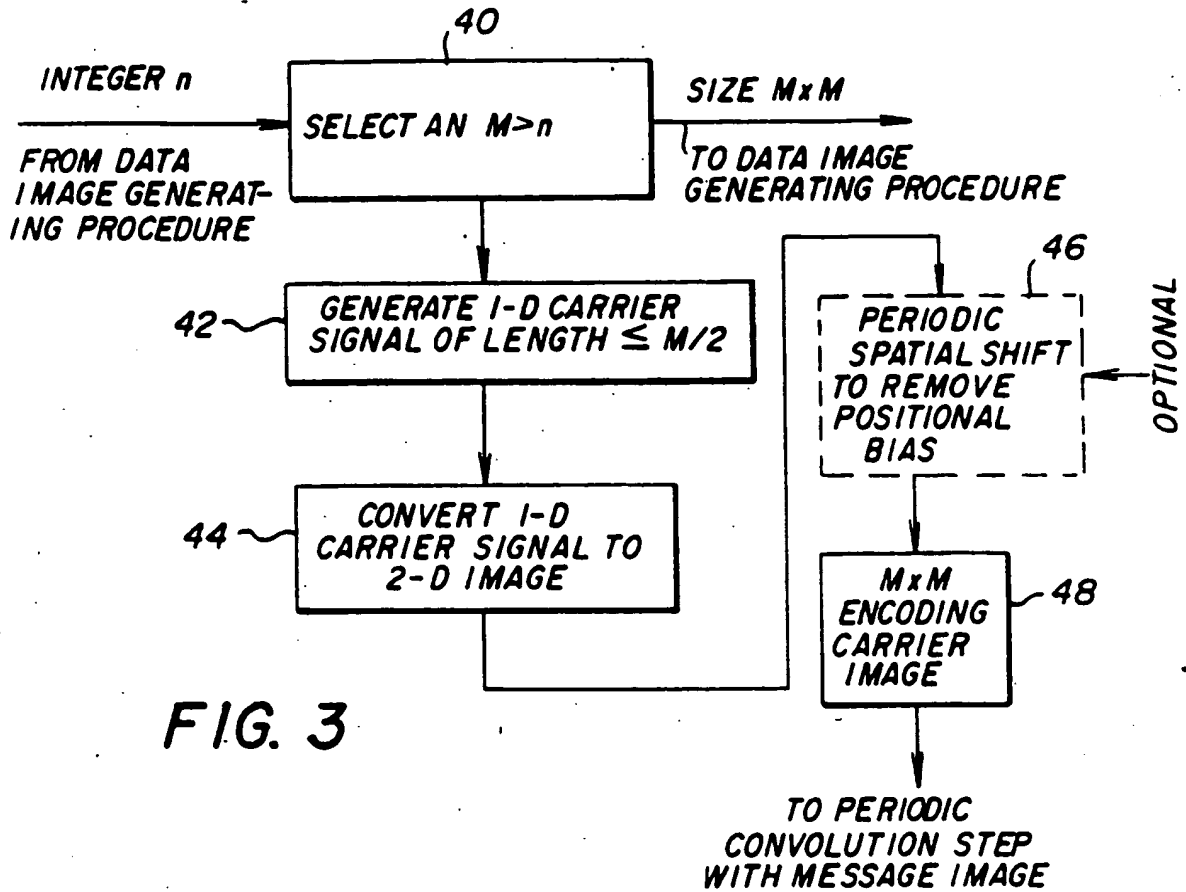 40
INTEGER n
SELECT AN M>n
SIZE MxM
FROM DATA
IMAGE GENERAT-
ING PROCEDURE
TO DATA IMAGE
GENERATING PROCEDURE
42
GENERATE 1-D CARRIER
SIGNAL OF LENGTH ≤ M/2
46
PERIODIC
SPATIAL SHIFT
TO REMOVE
POSITIONAL
BIAS
OPTIONAL
44
CONVERT 1-D
CARRIER SIGNAL TO
2-D IMAGE
48
MxM
ENCODING
CARRIER
IMAGE
FIG. 3
TO PERIODIC
CONVOLUTION STEP
WITH MESSAGE IMAGE